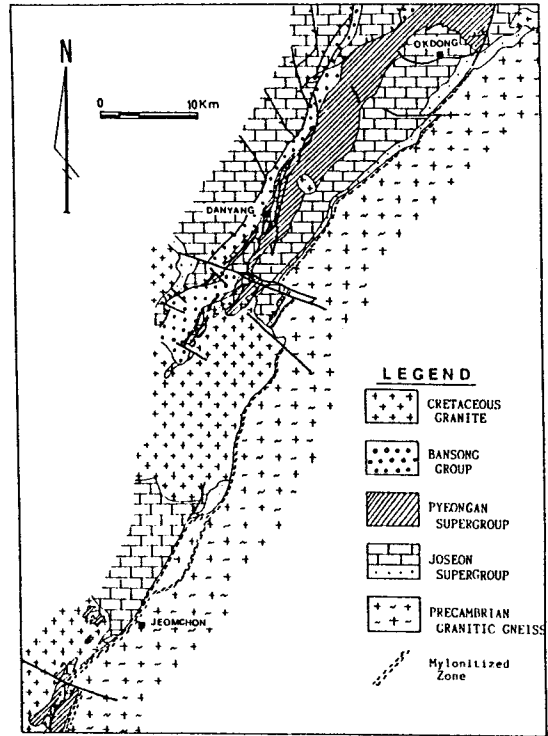 N
0 10Km
OKDONG
DANYANG
JEOMCHON
LEGEND
CRETACEOUS
GRANITE
BANSONG
GROUP
PYEONGAN
SUPERGROUP
JOSEON
SUPERGROUP
PRECAMBRIAN
GRANITIC GNEISS
Mylonitized
Zone